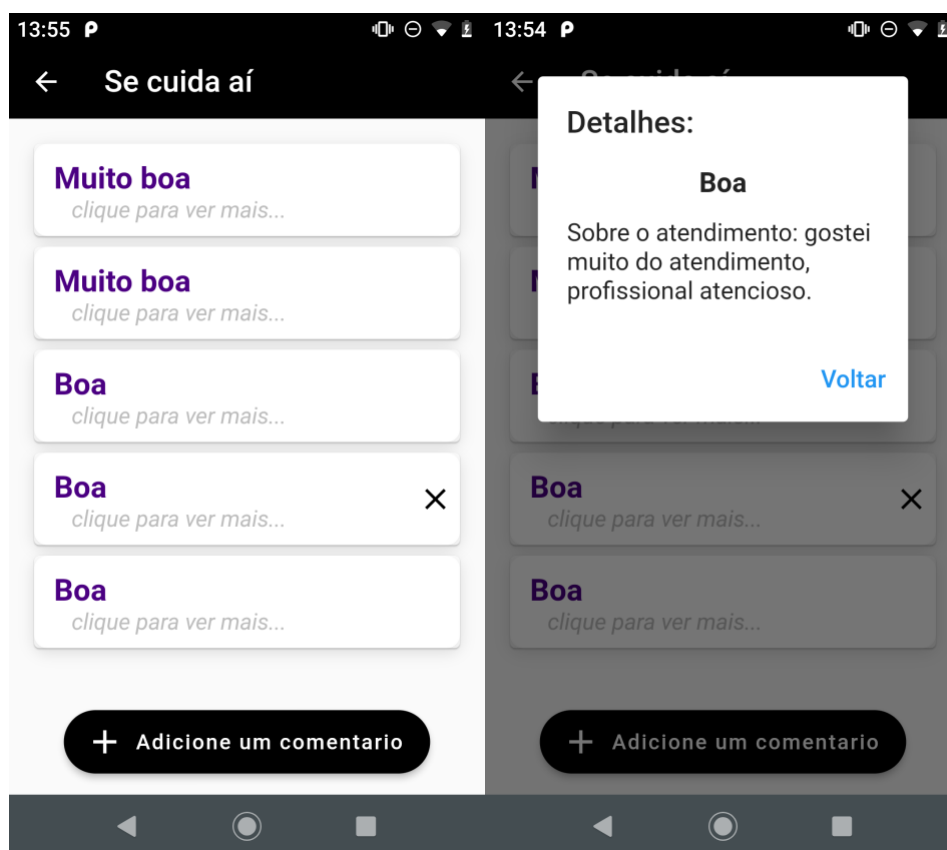 13:55
Se cuida aí
Muito boa
clique para ver mais...
Muito boa
clique para ver mais...
Boa
clique para ver mais...
Boa
clique para ver mais...
Boa
clique para ver mais...
Adicione um comentario
13:54
Detalhes:
Boa
Sobre o atendimento: gostei
muito do atendimento,
profissional atencioso.
Voltar
Boa
clique para ver mais...
Boa
clique para ver mais...
Adicione um comentario